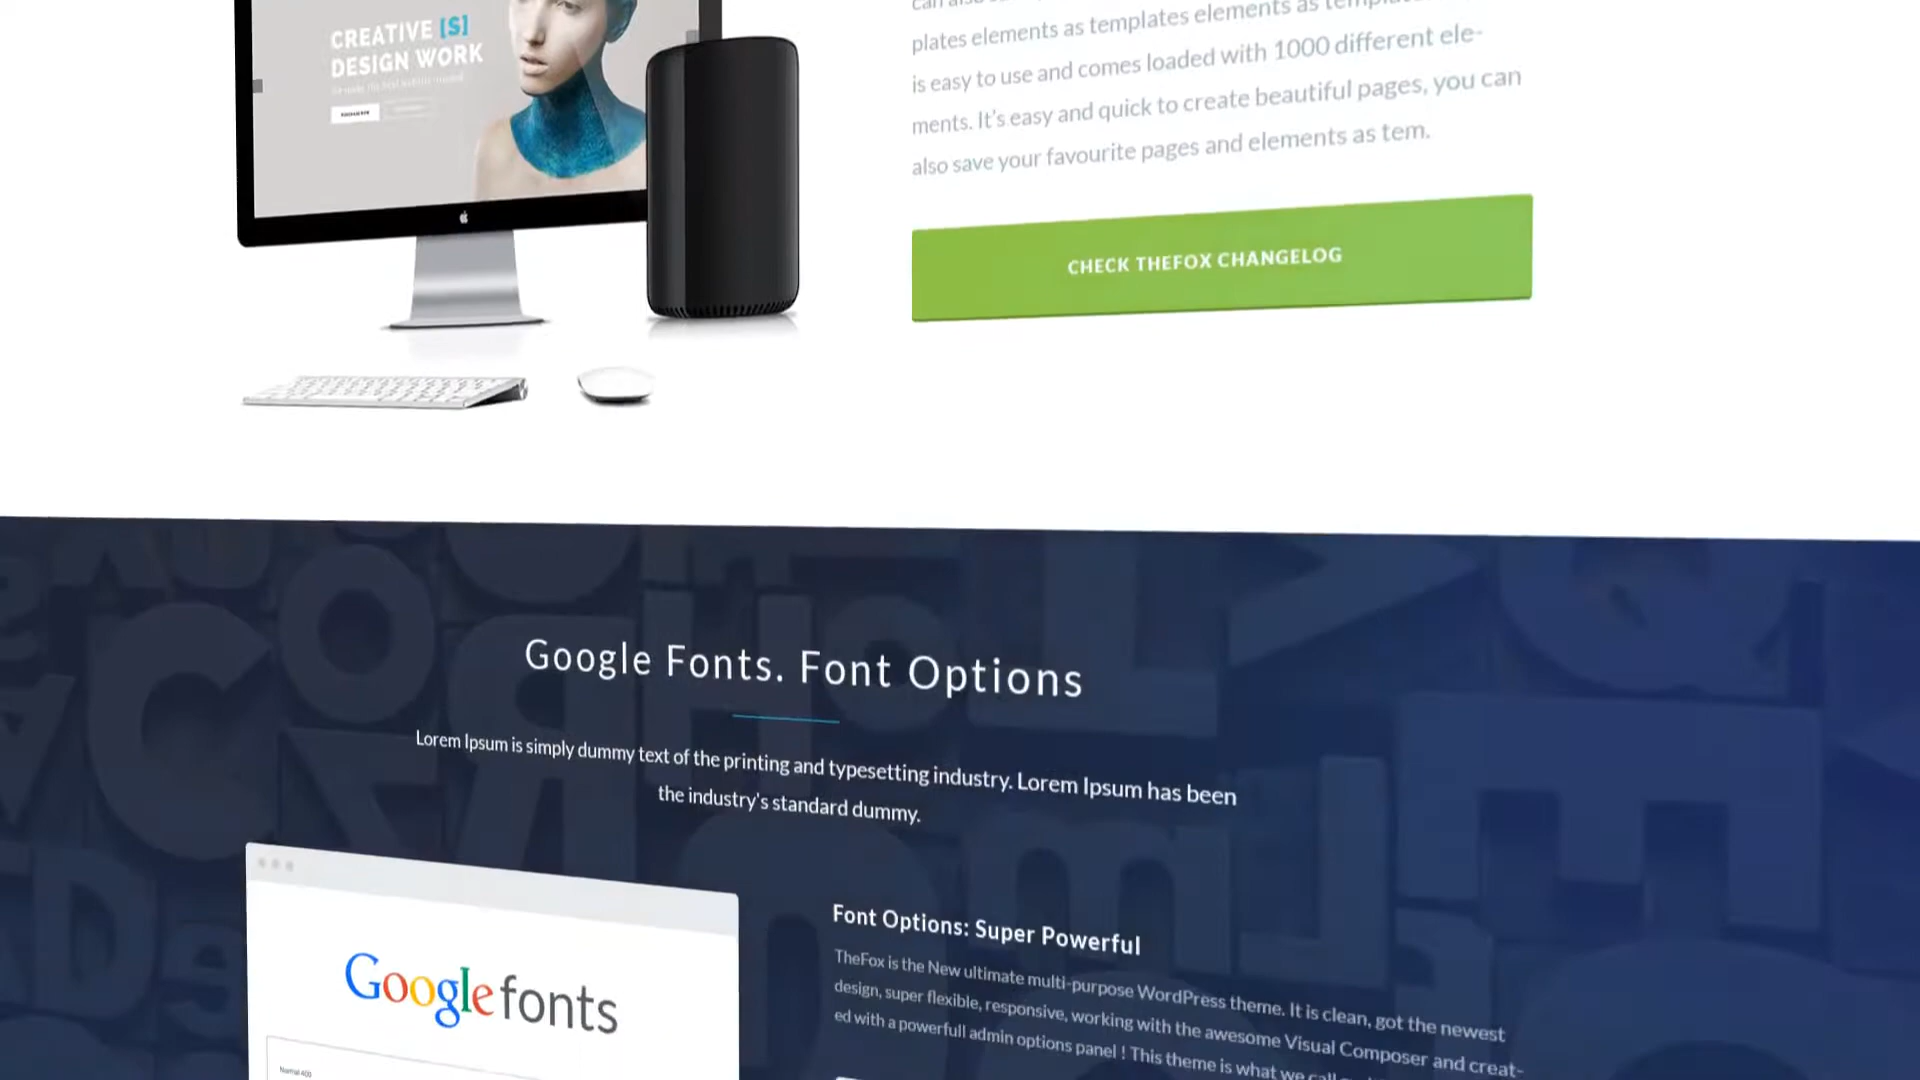 CREATIVE [S]
DESIGN WORK
plates elements as templates elements as
is easy to use and comes loaded with 1000 different ele-
ments. It's easy and quick to create beautiful pages, you can
also save your favourite pages and elements as tem.
CHECK THEFOX CHANGELOG
Google Fonts. Font Options
Lorem Ipsum is simply dummy text of the printing and typesetting industry. Lorem Ipsum has been
the industry's standard dummy.
Google fonts
Normal 400
Font Options: Super Powerful
TheFox is the New ultimate multi-purpose WordPress theme. It is clean, got the newest
design, super flexible, responsive, working with the awesome Visual Composer and creat-
ed with a powerfull admin options panel ! This theme is what we call